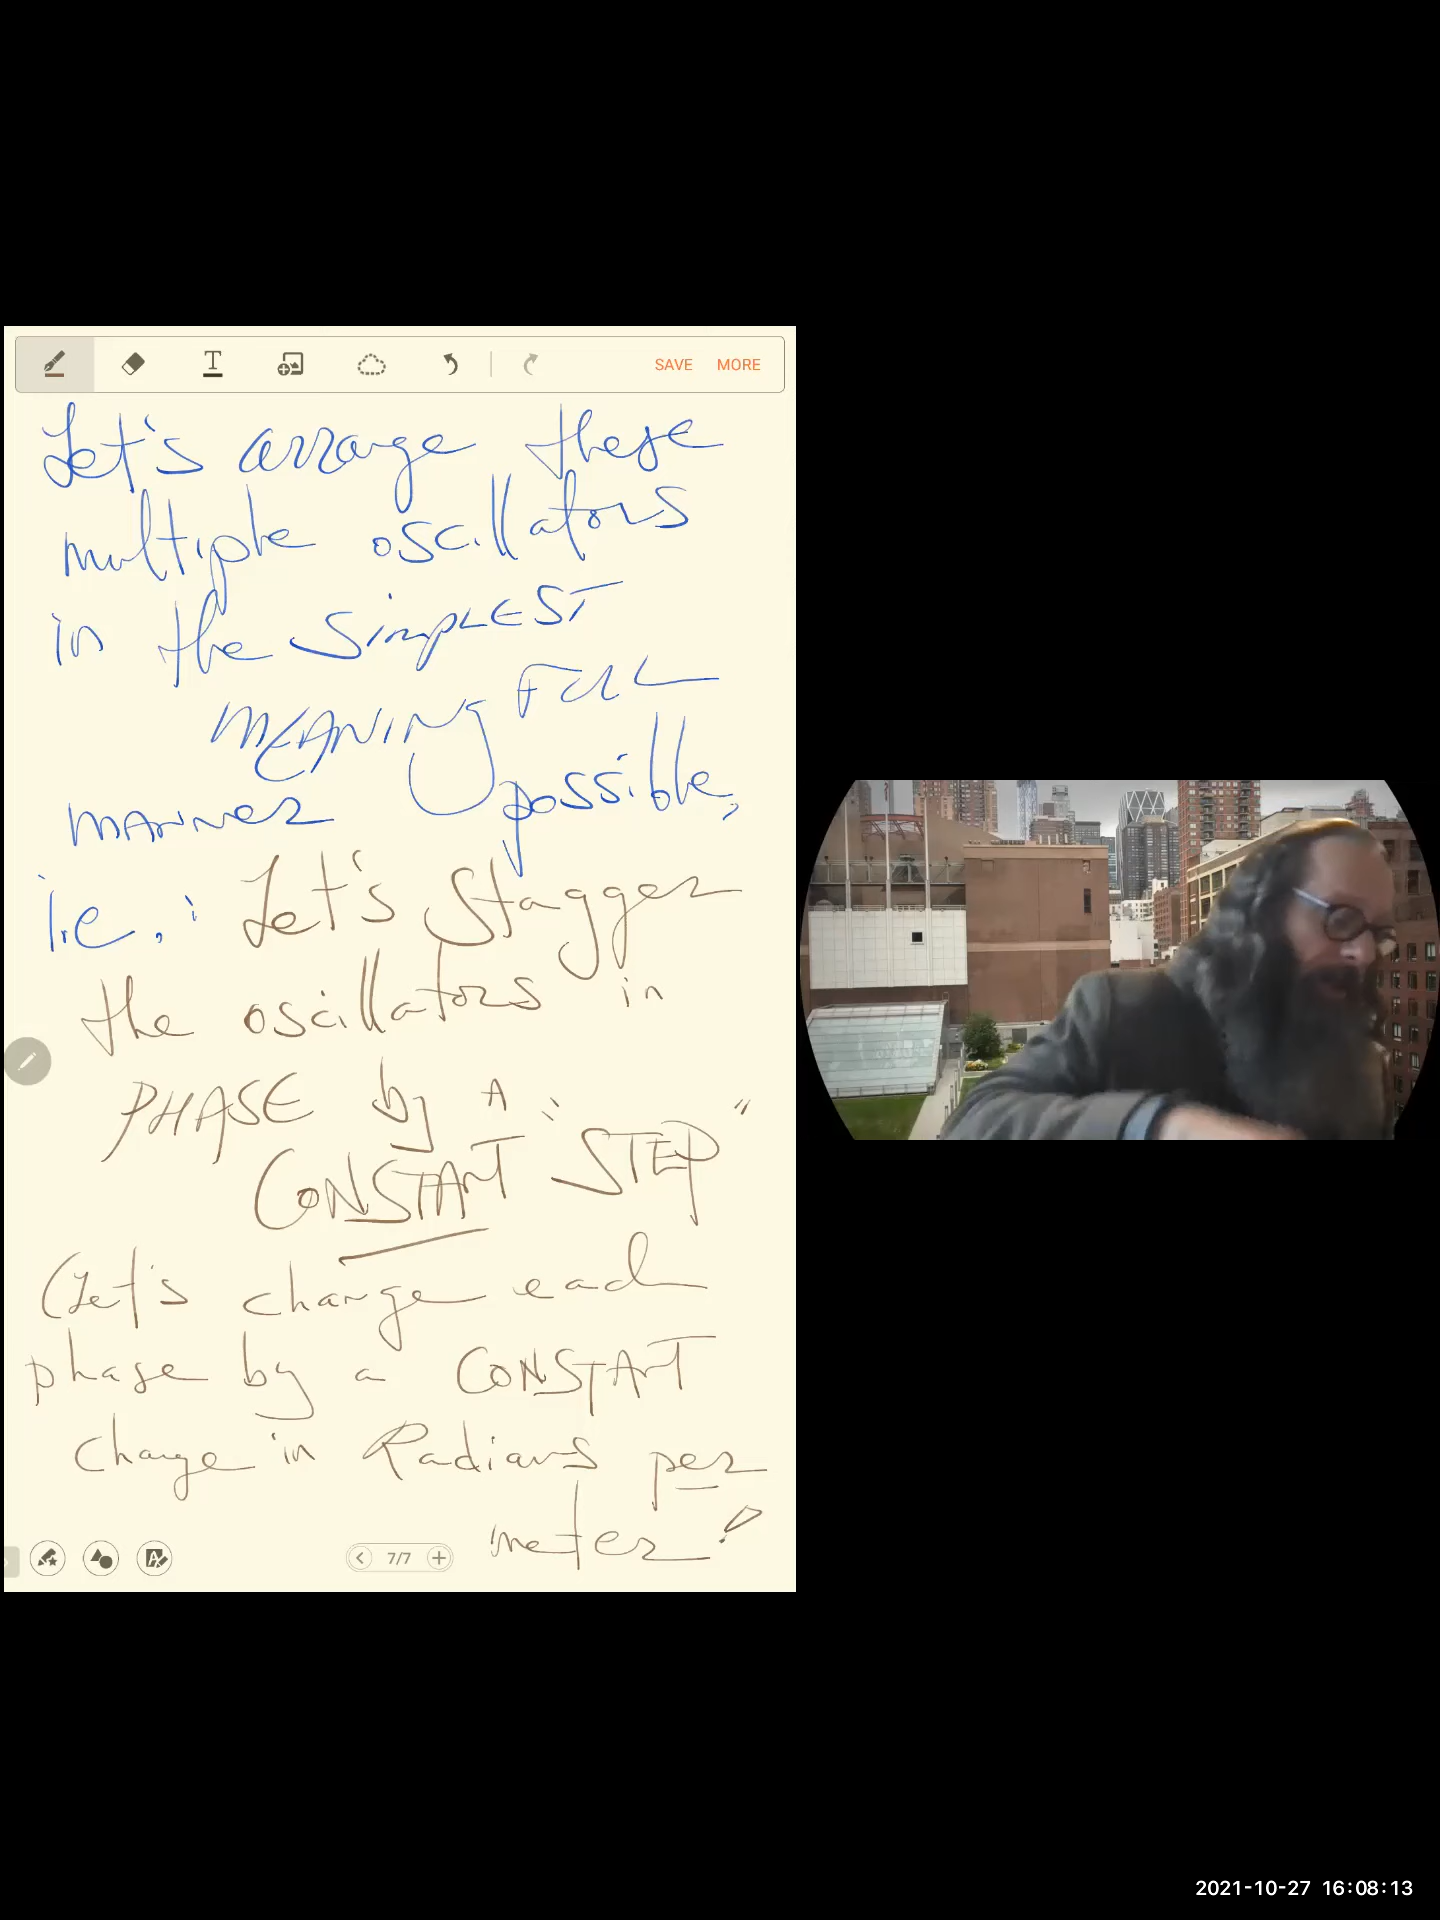 SAVE MORE
Let's arrange these
multiple oscillators
in the SimpLEST
MEANINGFUL
manner possible,
i.e.: Let's Stagger
the oscillators in
PHASE by A
CONSTANT "STEP"
(Let's change each
phase by a CONSTANT
change in Radians per
meter!
7/7
2021-10-27 16:08:13